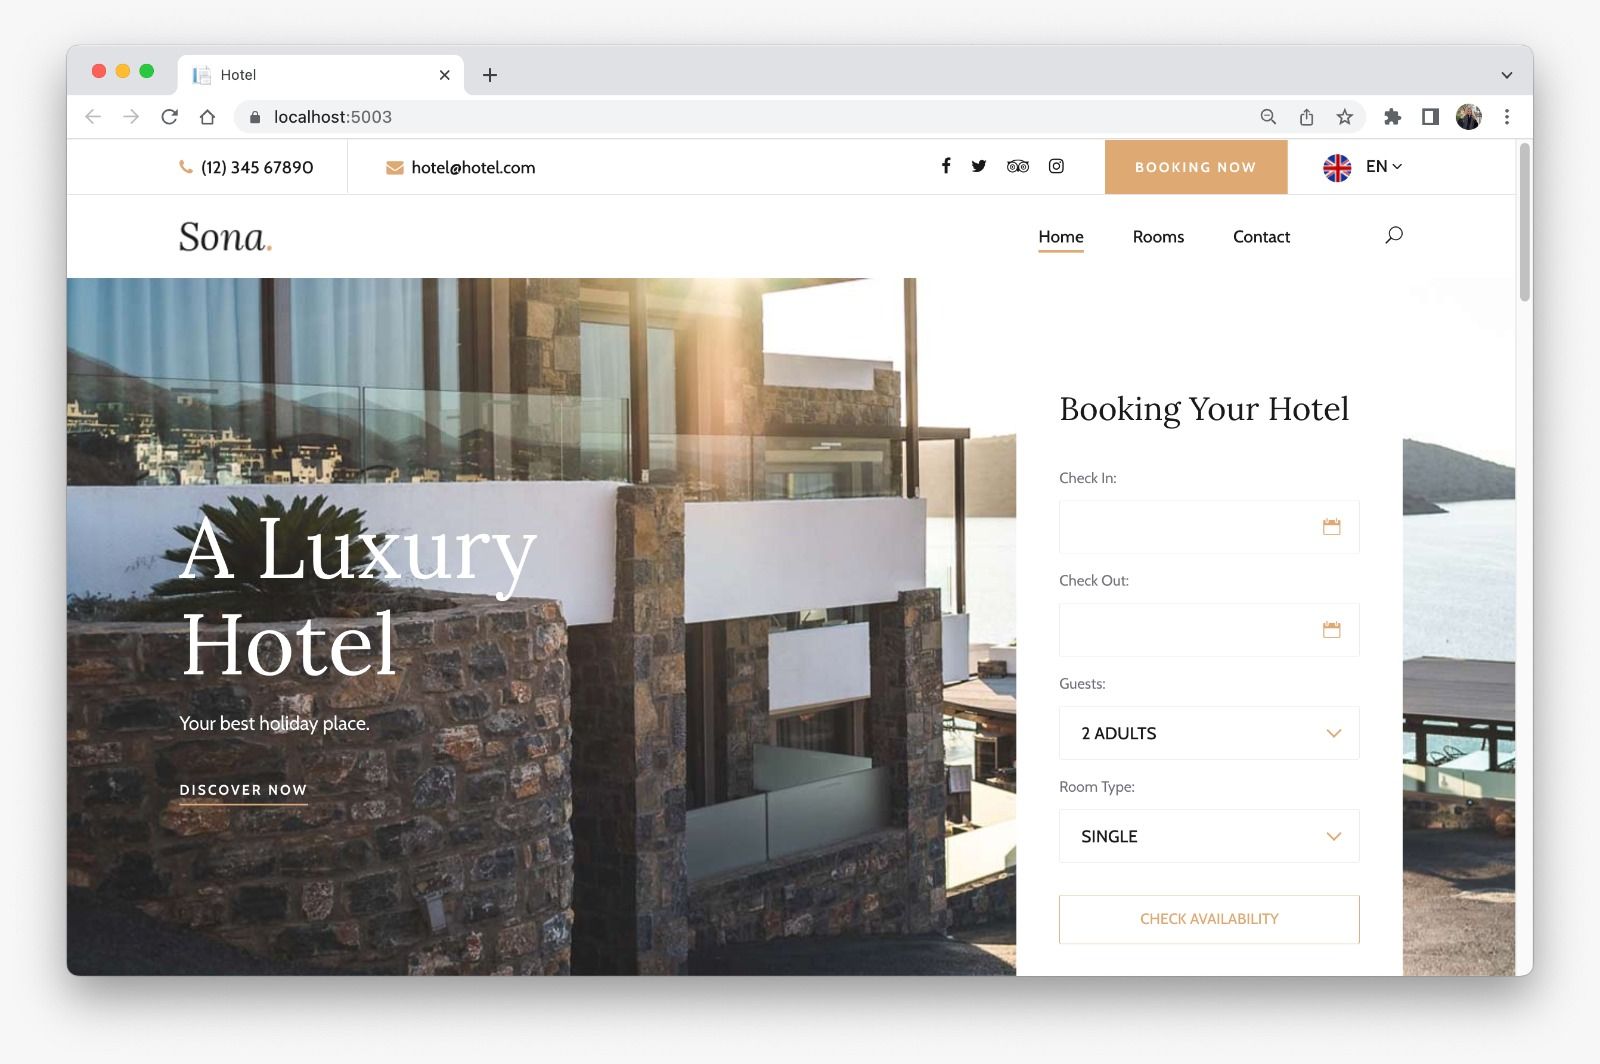 Hotel
localhost:5003
(12) 345 67890
hotel@hotel.com
BOOKING NOW
EN
Sona.
Home
Rooms
Contact
A Luxury
Hotel
Your best holiday place.
DISCOVER NOW
Booking Your Hotel
Check In:
Check Out:
Guests:
2 ADULTS
Room Type:
SINGLE
CHECK AVAILABILITY